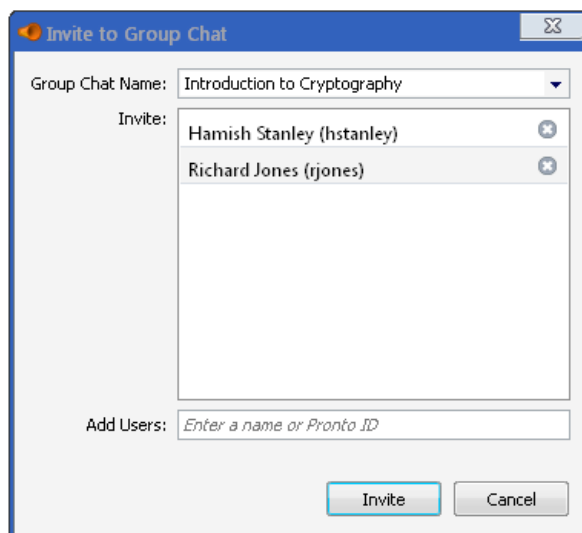 Invite to Group Chat
Group Chat Name: Introduction to Cryptography
Invite:
Hamish Stanley (hstanley)
Richard Jones (rjones)
Add Users: Enter a name or Pronto ID
Invite Cancel